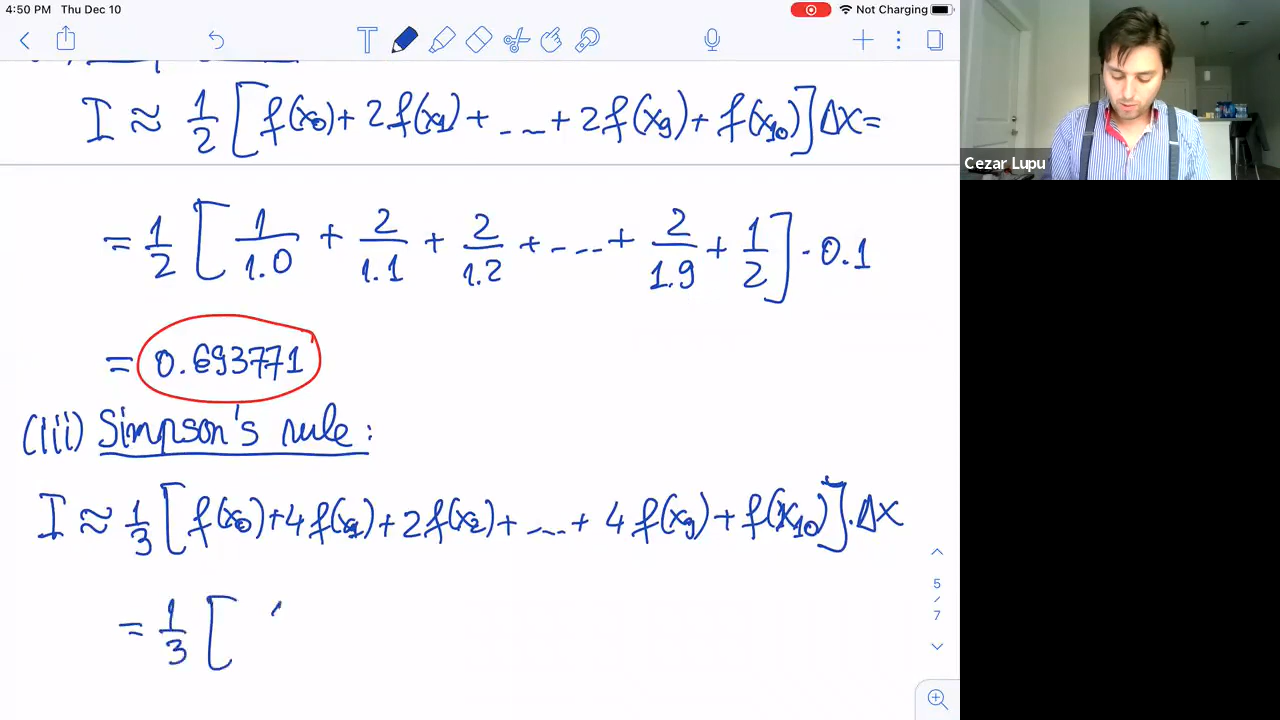 4:50 PM Thu Dec 10
Not Charging
I ≈ 1/2 [f(x₀) + 2f(x₁) + ... + 2f(x₉) + f(x₁₀)] Δx =
Cezar Lupu
= 1/2 [1/1.0 + 2/1.1 + 2/1.2 + ... + 2/1.9 + 1/2] · 0.1
= 0.693771
(iii) Simpson's rule:
I ≈ 1/3 [f(x₀) + 4f(x₁) + 2f(x₂) + ... + 4f(x₉) + f(x₁₀)] · Δx
5 / 7
= 1/3 [